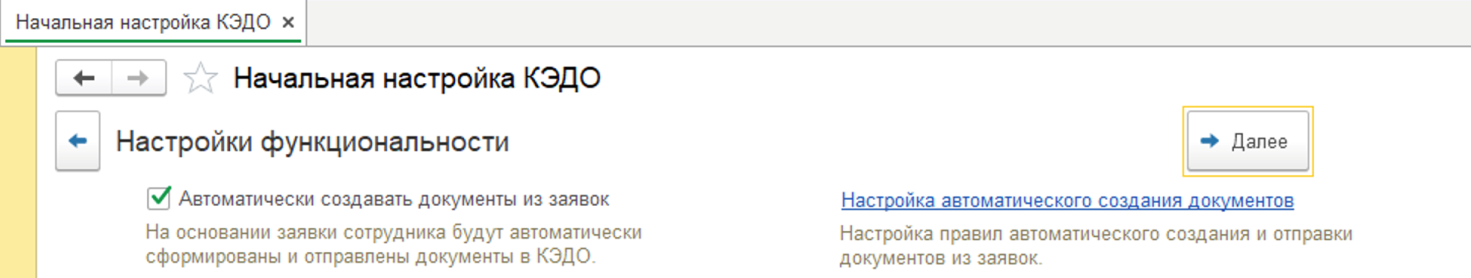 Начальная настройка КЭДО ×
Начальная настройка КЭДО
Настройки функциональности
Далее
Автоматически создавать документы из заявок
На основании заявки сотрудника будут автоматически
сформированы и отправлены документы в КЭДО.
Настройка автоматического создания документов
Настройка правил автоматического создания и отправки
документов из заявок.